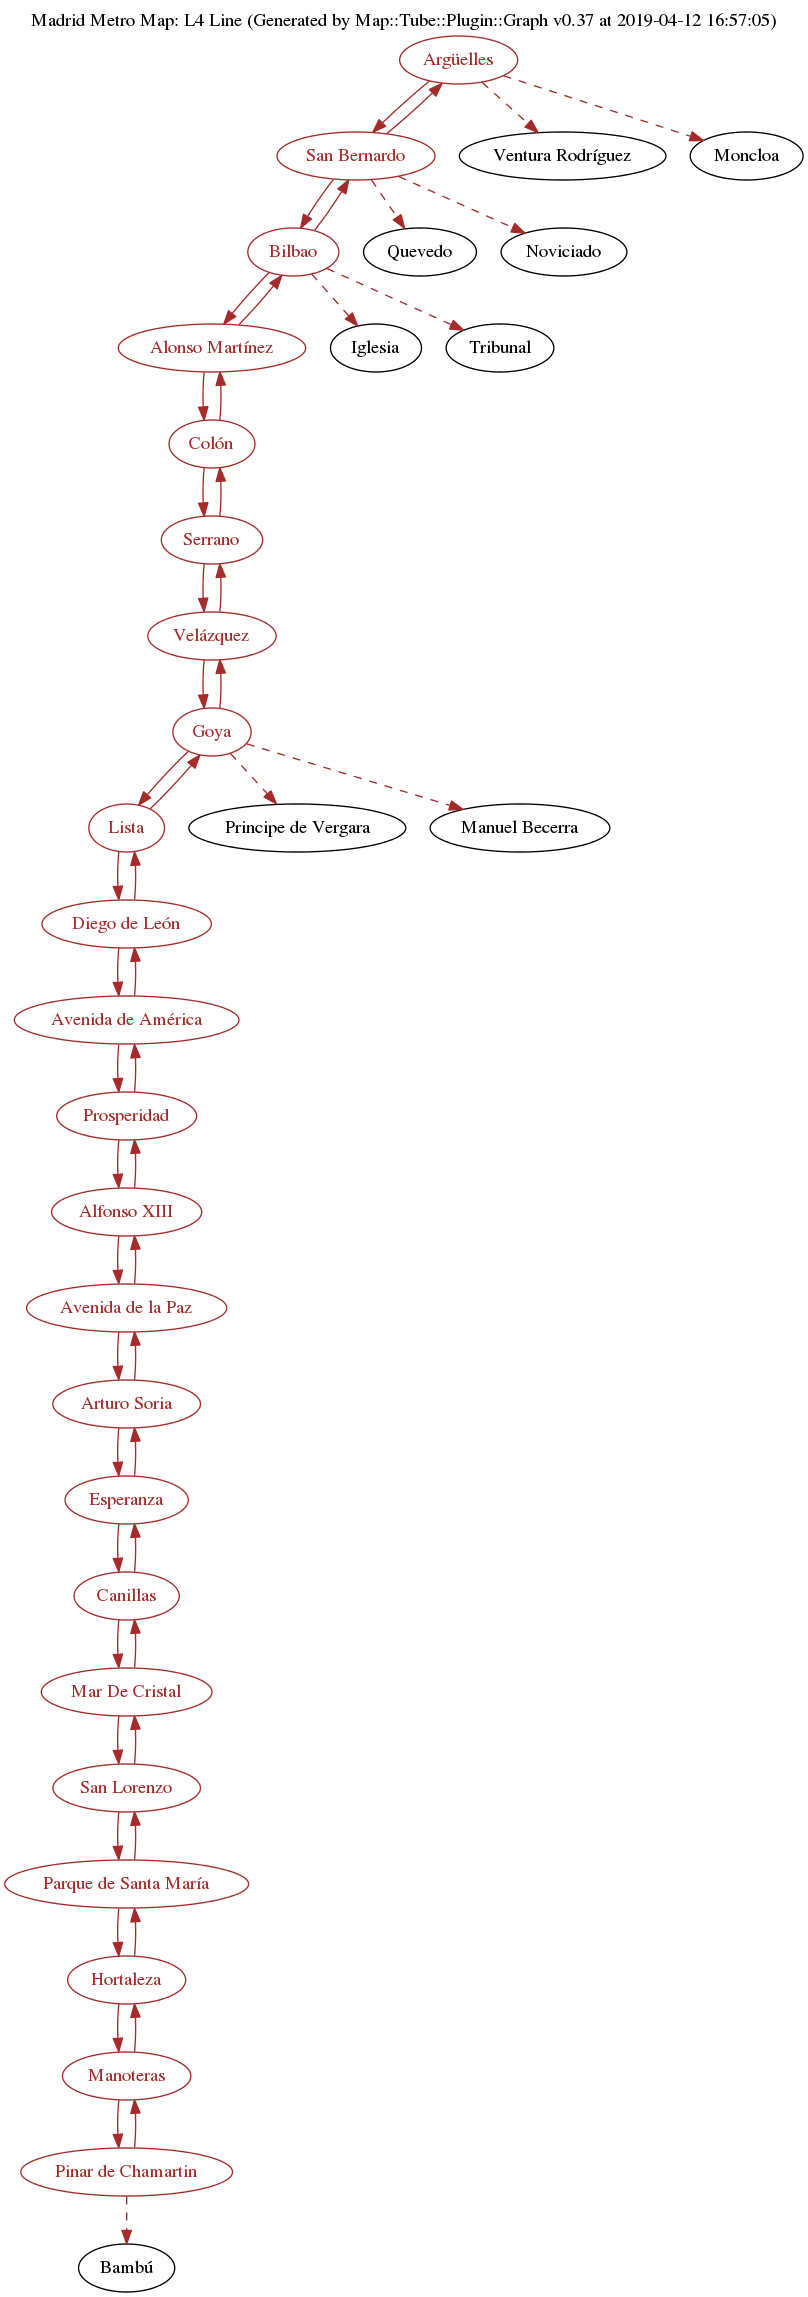 Madrid Metro Map: L4 Line (Generated by Map::Tube::Plugin::Graph v0.37 at 2019-04-12 16:57:05)
Argüelles
San Bernardo
Ventura Rodríguez
Moncloa
Bilbao
Quevedo
Noviciado
Alonso Martínez
Iglesia
Tribunal
Colón
Serrano
Velázquez
Goya
Lista
Principe de Vergara
Manuel Becerra
Diego de León
Avenida de América
Prosperidad
Alfonso XIII
Avenida de la Paz
Arturo Soria
Esperanza
Canillas
Mar De Cristal
San Lorenzo
Parque de Santa María
Hortaleza
Manoteras
Pinar de Chamartin
Bambú